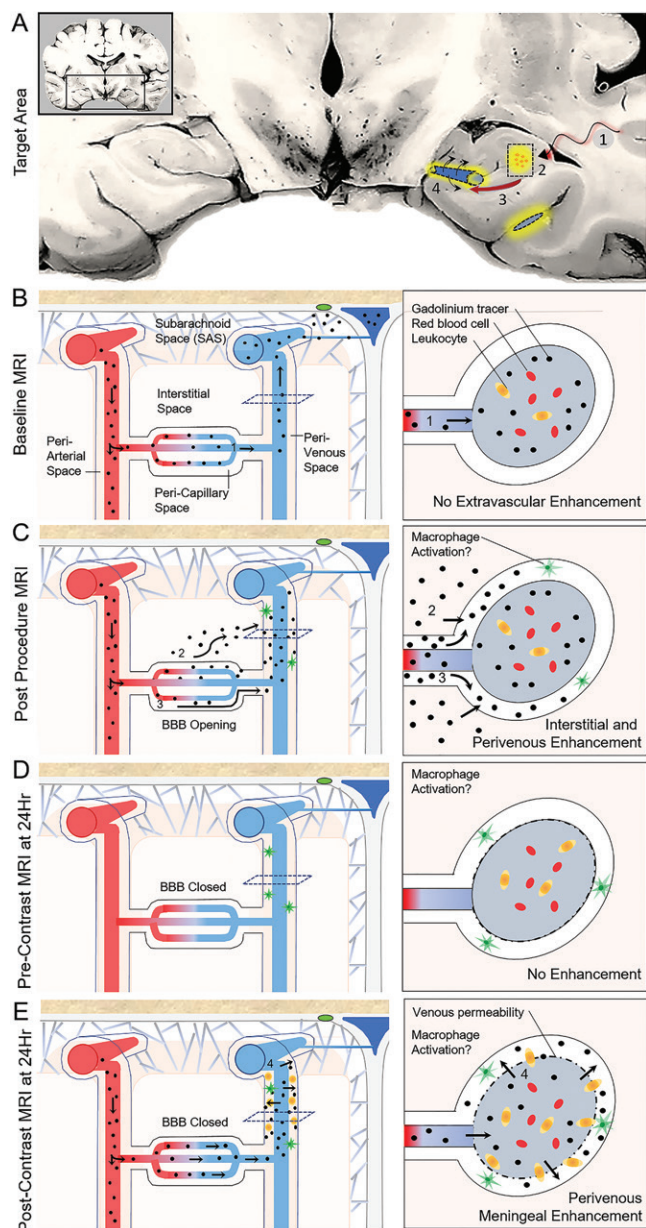 A
Target Area
1
2
3
4
B
Baseline MRI
Subarachnoid
Space (SAS)
Interstitial
Space
Peri-
Arterial
Space
1
Peri-
Venous
Space
Peri-Capillary
Space
Gadolinium tracer
Red blood cell
Leukocyte
1
No Extravascular Enhancement
C
Post Procedure MRI
2
3
BBB Opening
Macrophage
Activation?
2
3
Interstitial and
Perivenous Enhancement
D
Pre-Contrast MRI at 24Hr
BBB Closed
Macrophage
Activation?
No Enhancement
E
Post-Contrast MRI at 24Hr
4
BBB Closed
Venous permeability
Macrophage
Activation?
4
Perivenous
Meningeal Enhancement